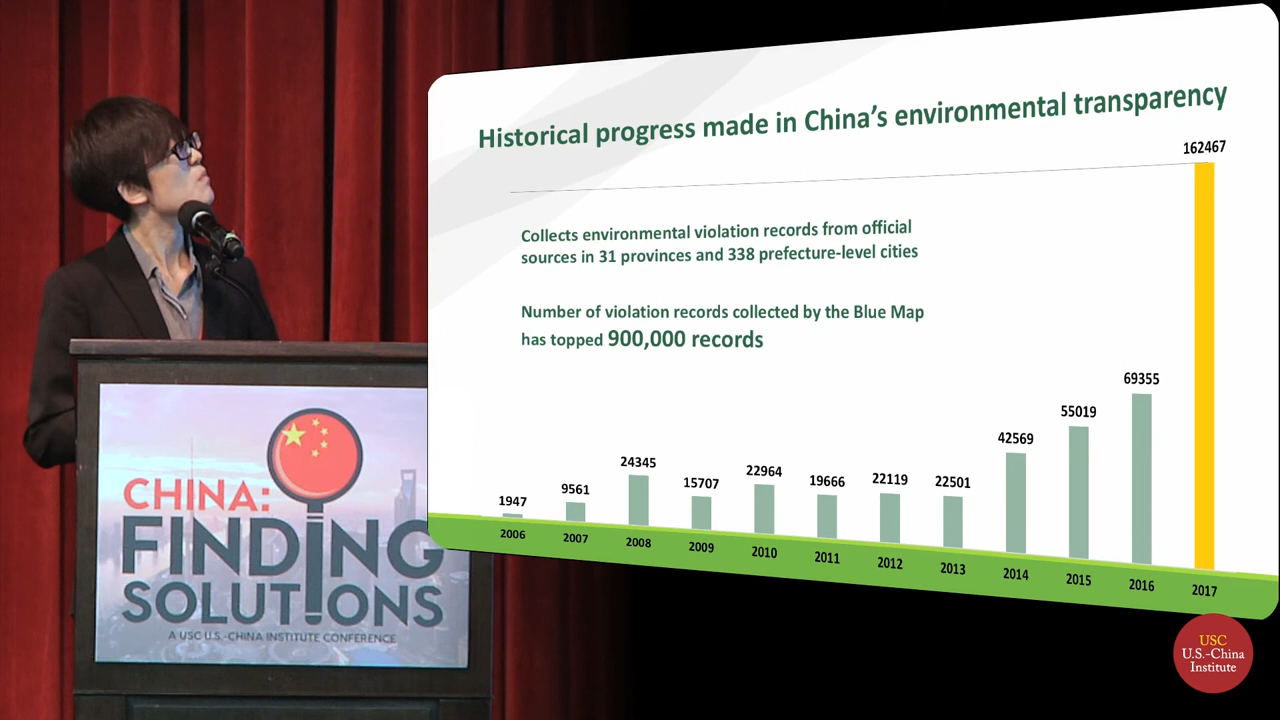 Historical progress made in China's environmental transparency
162467
Collects environmental violation records from official
sources in 31 provinces and 338 prefecture-level cities
Number of violation records collected by the Blue Map
has topped 900,000 records
1947
9561
24345
15707
22964
19666
22119
22501
42569
55019
69355
2006
2007
2008
2009
2010
2011
2012
2013
2014
2015
2016
2017
CHINA:
FINDING
SOLUTIONS
A USC U.S.-CHINA INSTITUTE CONFERENCE
USC
U.S.-China
Institute